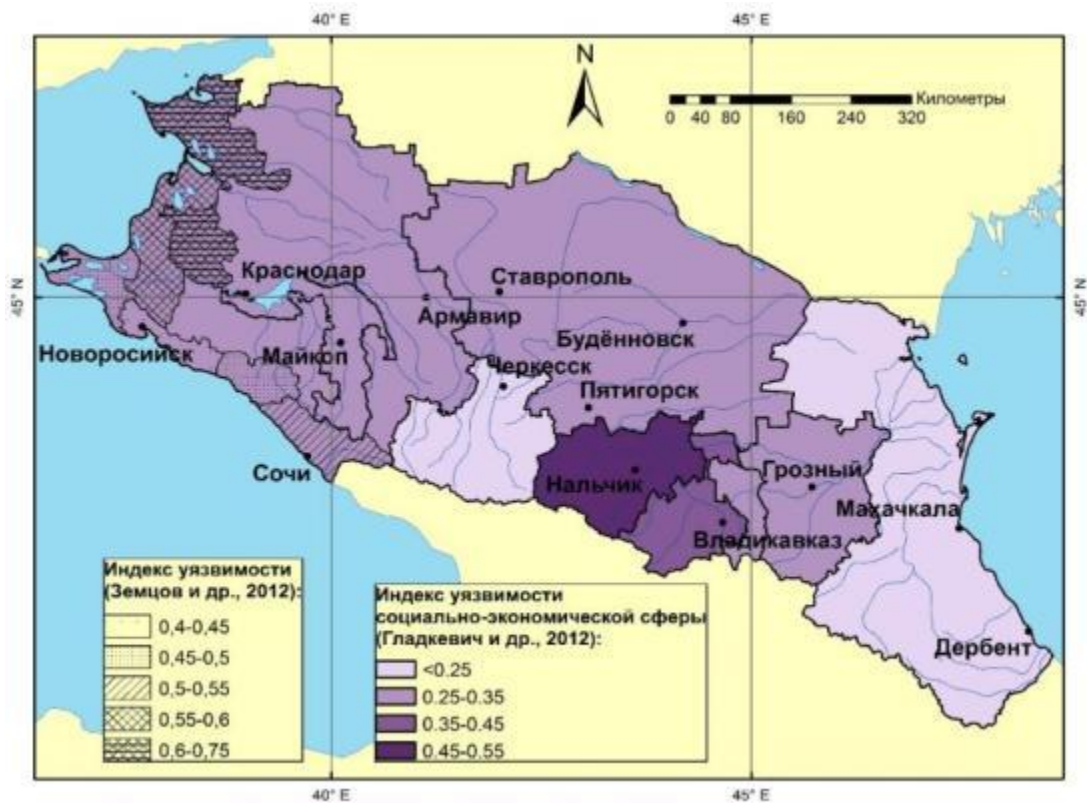 40° E
45° E
N
Километры
0 40 80 160 240 320
45° N
45° N
Краснодар
Ставрополь
Армавир
Будённовск
Новоросийск
Майкоп
Черкесск
Пятигорск
Сочи
Нальчик
Грозный
Махачкала
Владикавказ
Дербент
Индекс уязвимости
(Земцов и др., 2012):
0,4-0,45
0,45-0,5
0,5-0,55
0,55-0,6
0,6-0,75
Индекс уязвимости
социально-экономической сферы
(Гладкевич и др., 2012):
<0.25
0.25-0.35
0.35-0.45
0.45-0.55
40° E
45° E